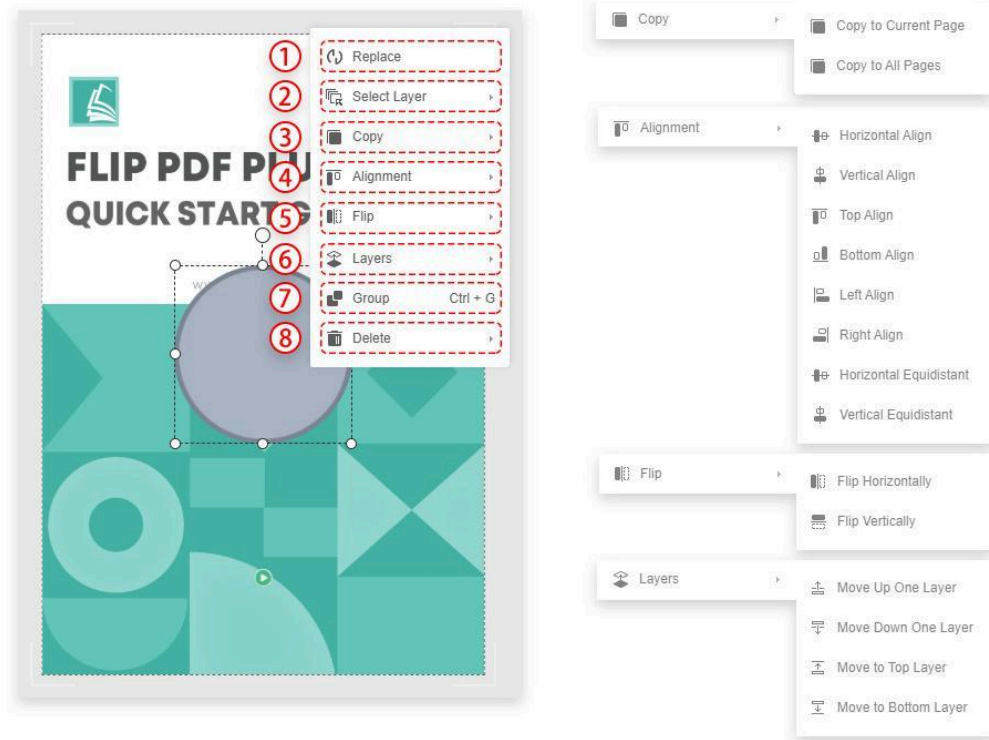 FLIP PDF PLU
QUICK START G
1 Replace
2 Select Layer
3 Copy
4 Alignment
5 Flip
6 Layers
7 Group Ctrl + G
8 Delete
Copy
Copy to Current Page
Copy to All Pages
Alignment
Horizontal Align
Vertical Align
Top Align
Bottom Align
Left Align
Right Align
Horizontal Equidistant
Vertical Equidistant
Flip
Flip Horizontally
Flip Vertically
Layers
Move Up One Layer
Move Down One Layer
Move to Top Layer
Move to Bottom Layer